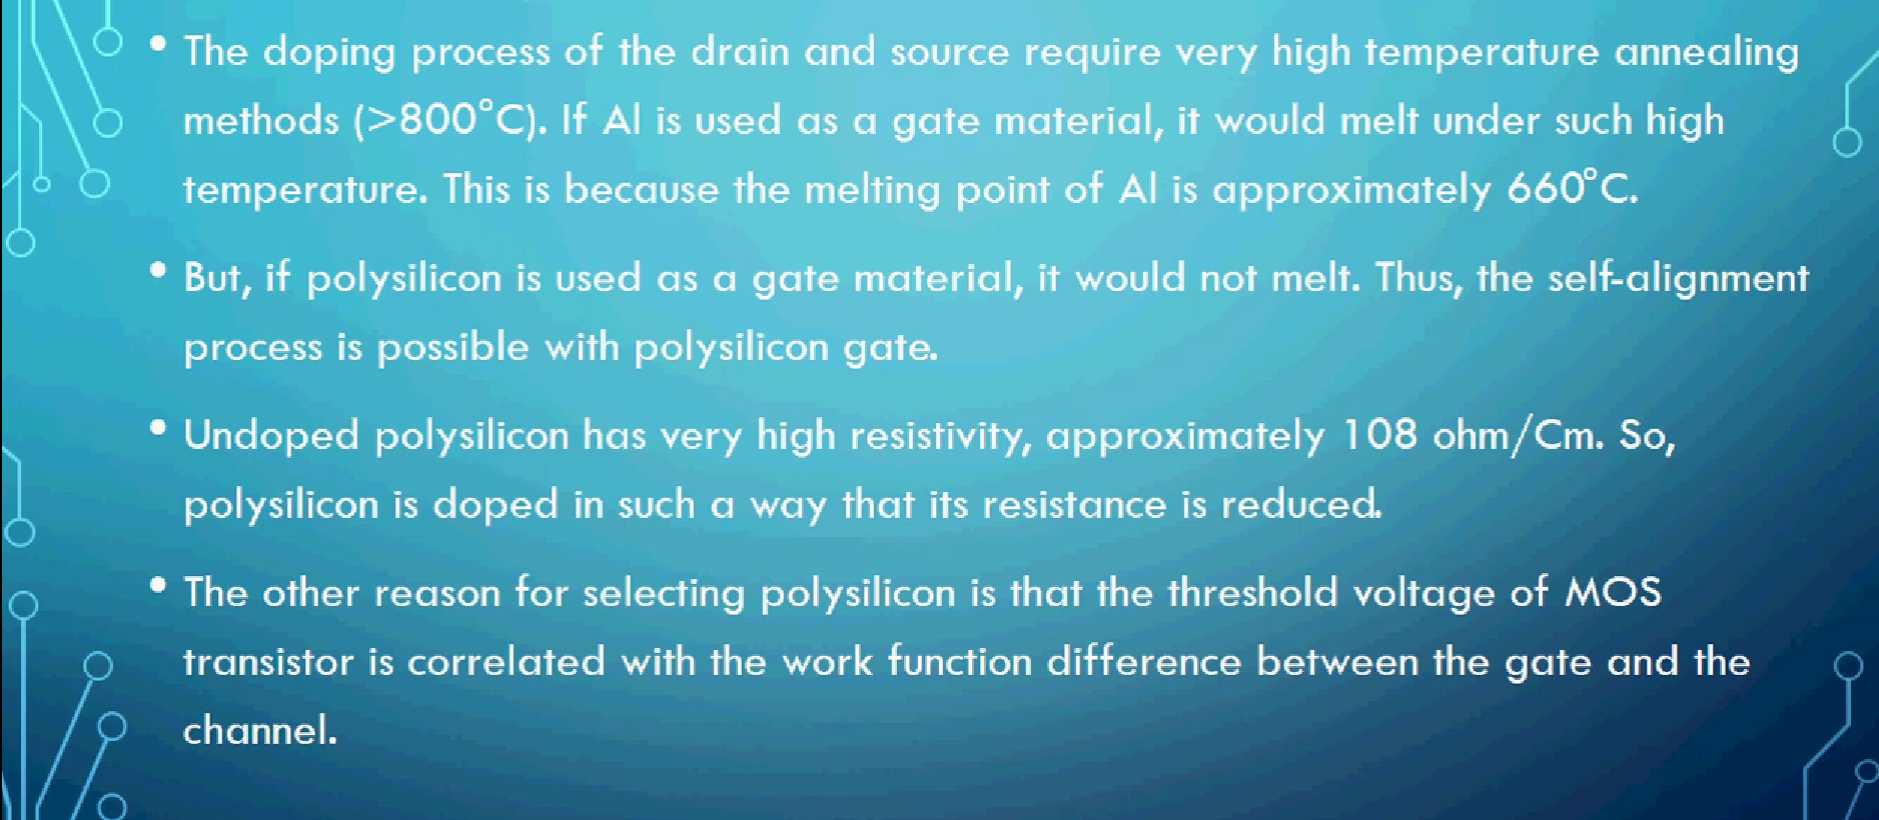 • The doping process of the drain and source require very high temperature annealing
methods (>800°C). If Al is used as a gate material, it would melt under such high
temperature. This is because the melting point of Al is approximately 660°C.
• But, if polysilicon is used as a gate material, it would not melt. Thus, the self-alignment
process is possible with polysilicon gate.
• Undoped polysilicon has very high resistivity, approximately 108 ohm/Cm. So,
polysilicon is doped in such a way that its resistance is reduced.
• The other reason for selecting polysilicon is that the threshold voltage of MOS
transistor is correlated with the work function difference between the gate and the
channel.